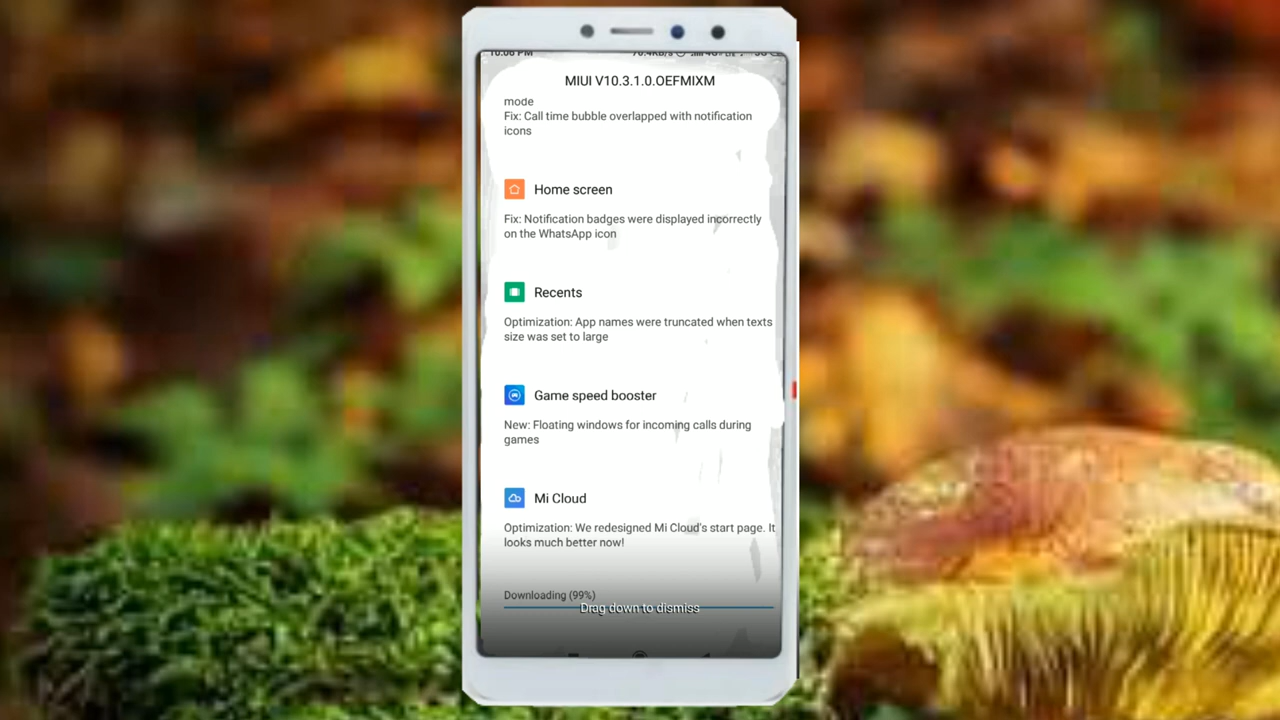 10:06 PM
MIUI V10.3.1.0.OEFMIXM
mode
Fix: Call time bubble overlapped with notification
icons
Home screen
Fix: Notification badges were displayed incorrectly
on the WhatsApp icon
Recents
Optimization: App names were truncated when texts
size was set to large
Game speed booster
New: Floating windows for incoming calls during
games
Mi Cloud
Optimization: We redesigned Mi Cloud's start page. It
looks much better now!
Downloading (99%)
Drag down to dismiss